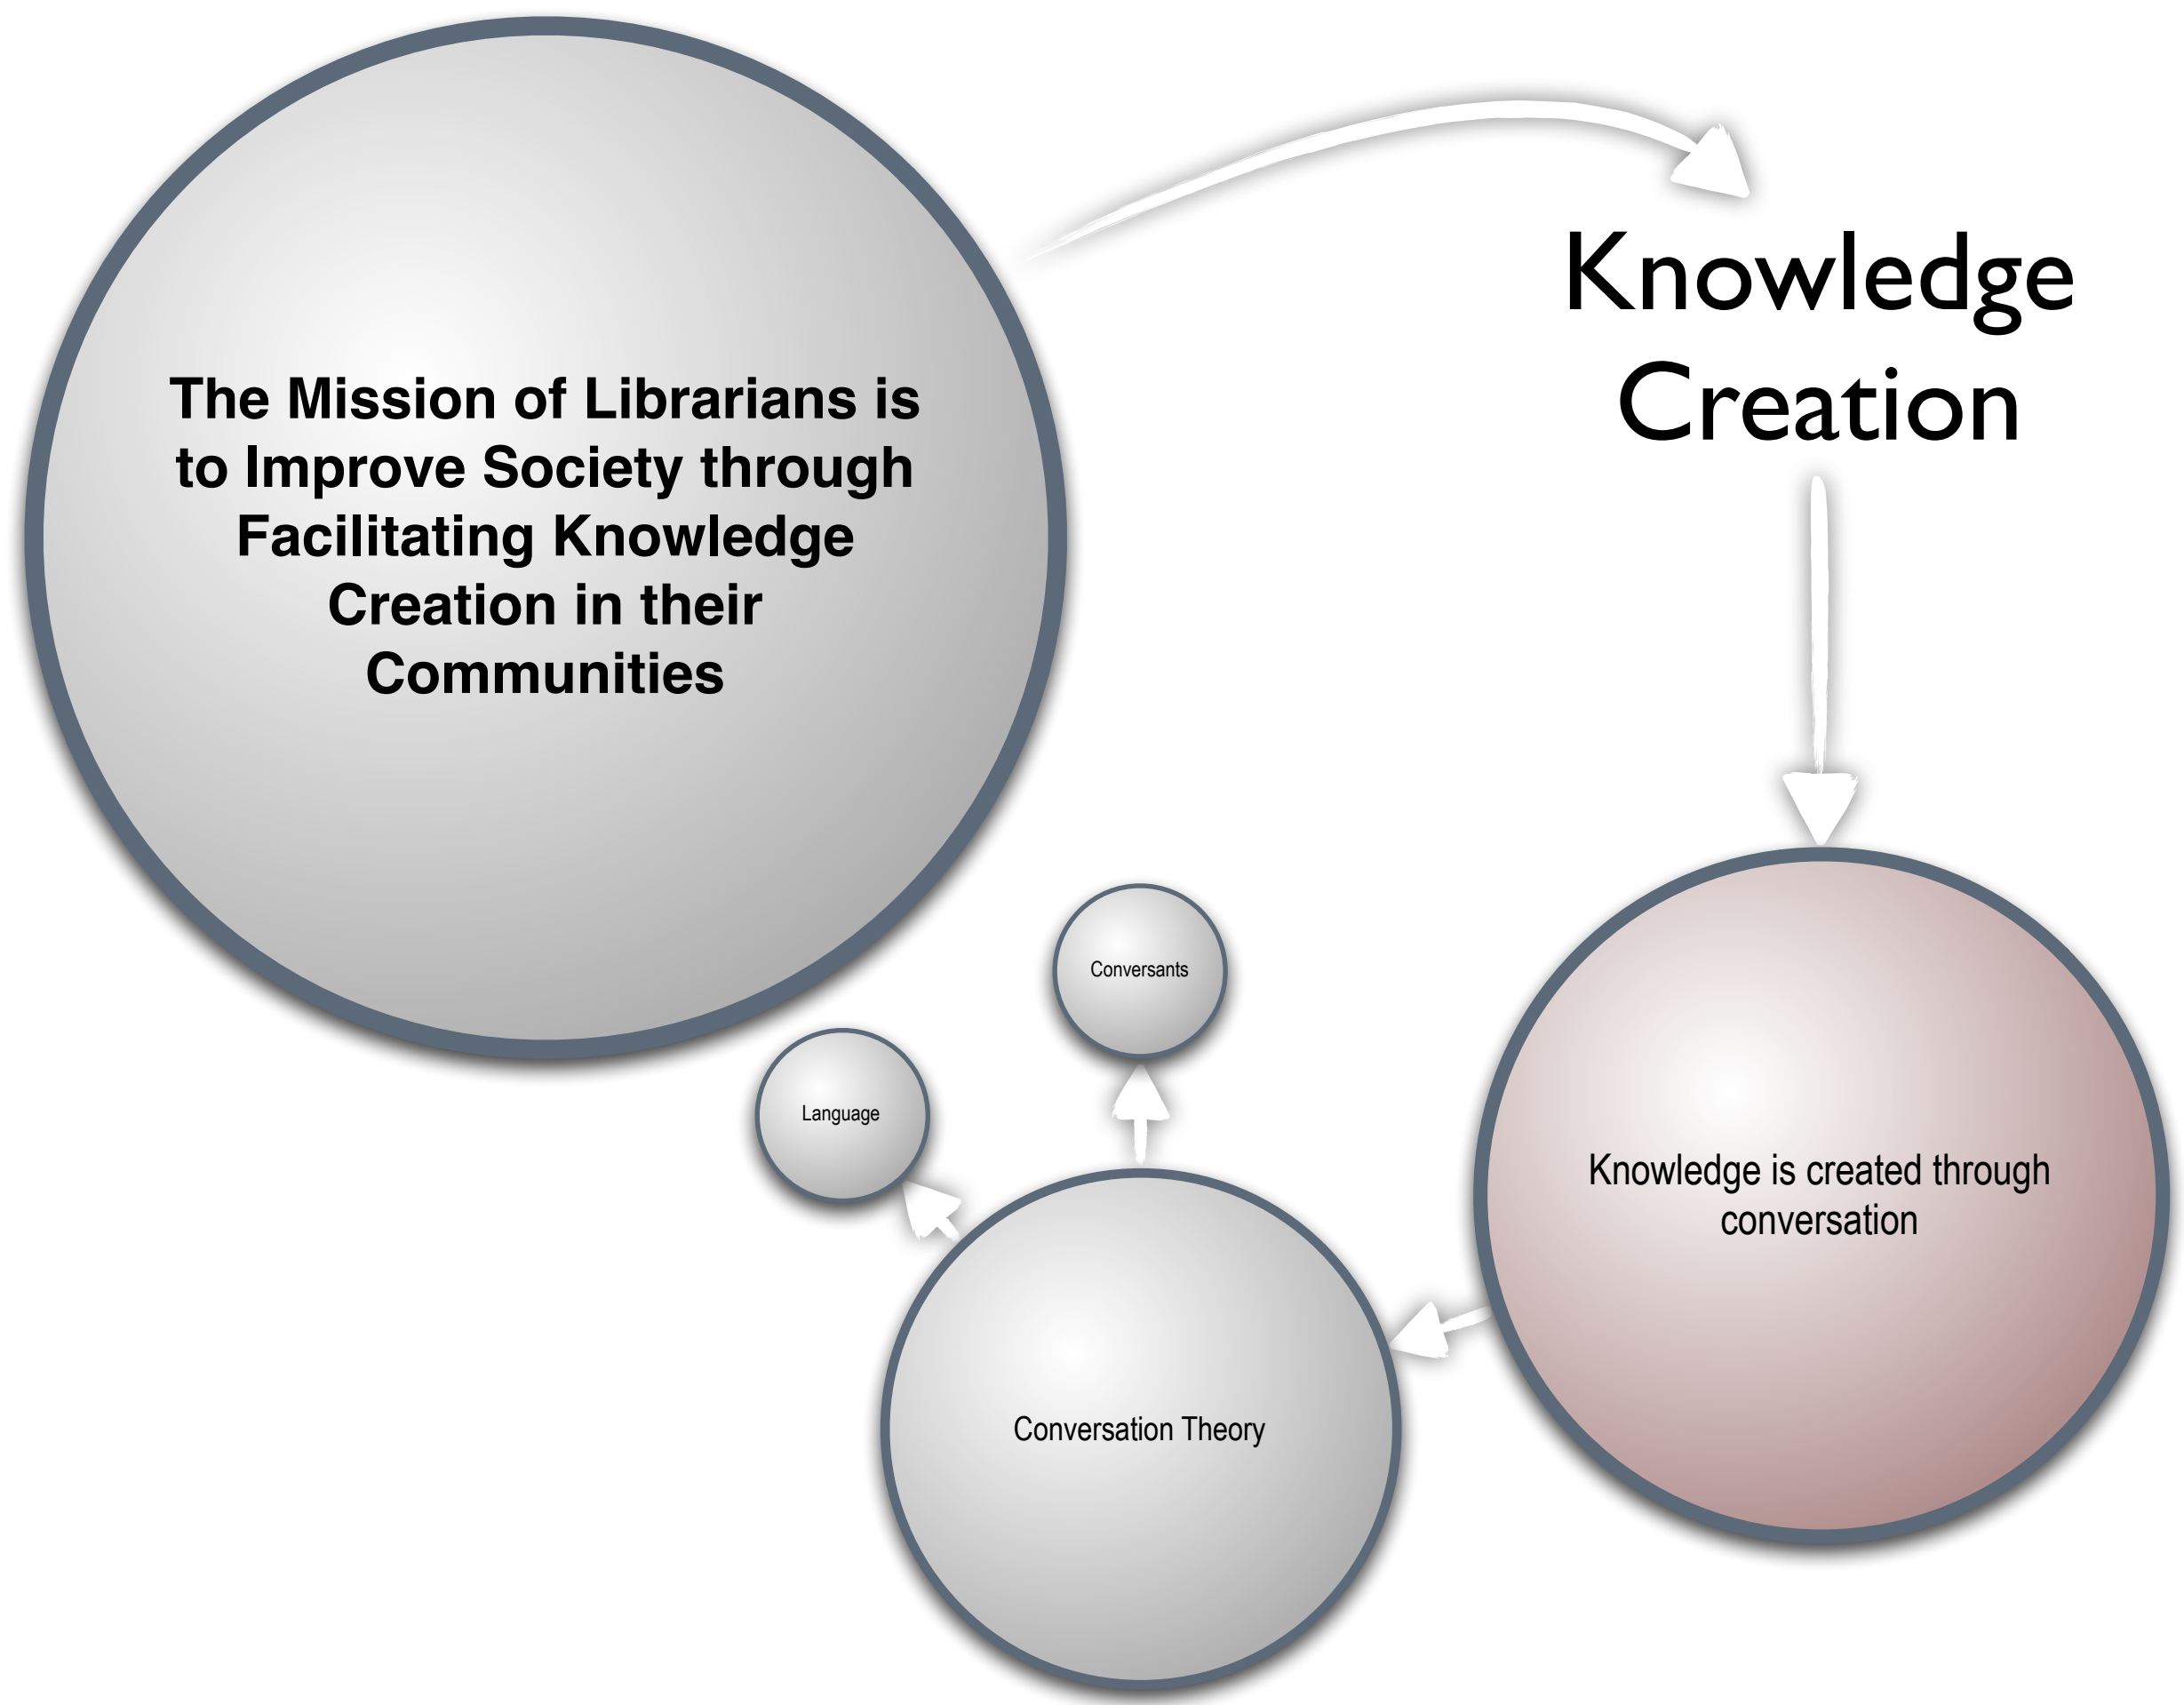 The Mission of Librarians is
to Improve Society through
Facilitating Knowledge
Creation in their
Communities
Knowledge
Creation
Conversants
Language
Knowledge is created through
conversation
Conversation Theory